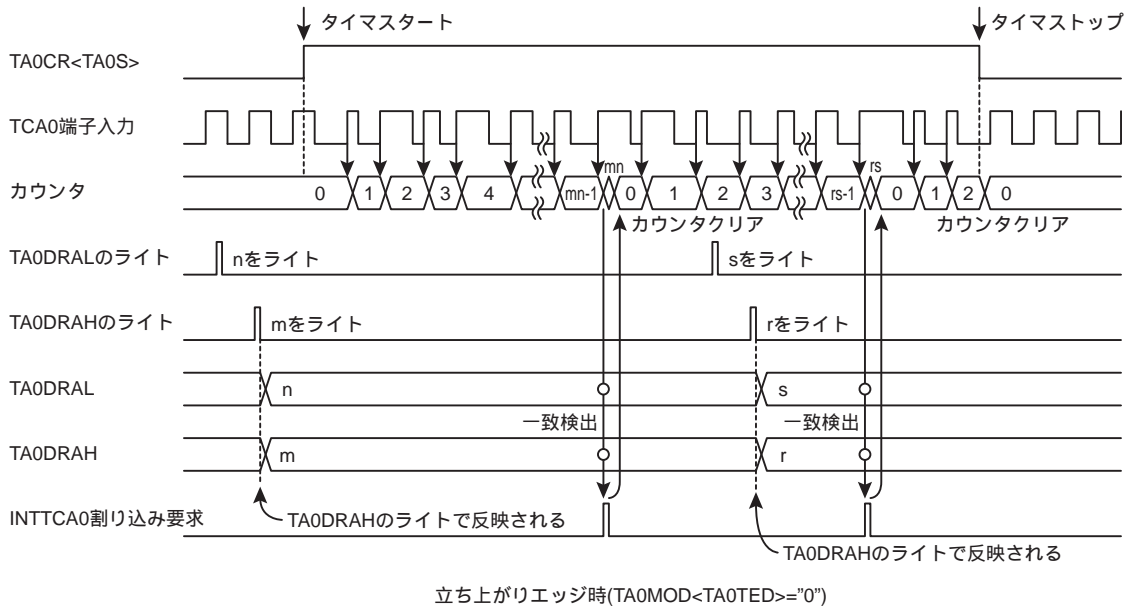 タイマスタート タイマストップ
TA0CR<TA0S>
TCA0端子入力
カウンタ 0 1 2 3 4 mn-1 mn 0 1 2 3 rs-1 rs 0 1 2 0
カウンタクリア カウンタクリア
TA0DRALのライト nをライト sをライト
TA0DRAHのライト mをライト rをライト
TA0DRAL n s
一致検出 一致検出
TA0DRAH m r
INTTCA0割り込み要求 TA0DRAHのライトで反映される
TA0DRAHのライトで反映される
立ち上がりエッジ時(TA0MOD<TA0TED>=”0”)